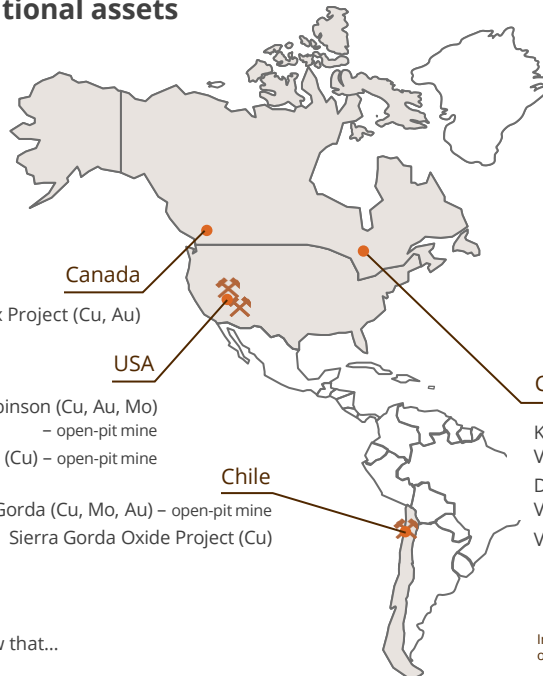 tional assets
Canada
x Project (Cu, Au)
USA
binson (Cu, Au, Mo)
– open-pit mine
(Cu) – open-pit mine
Chile
Gorda (Cu, Mo, Au) – open-pit mine
Sierra Gorda Oxide Project (Cu)
C
K
V
D
V
V
w that...
In
o